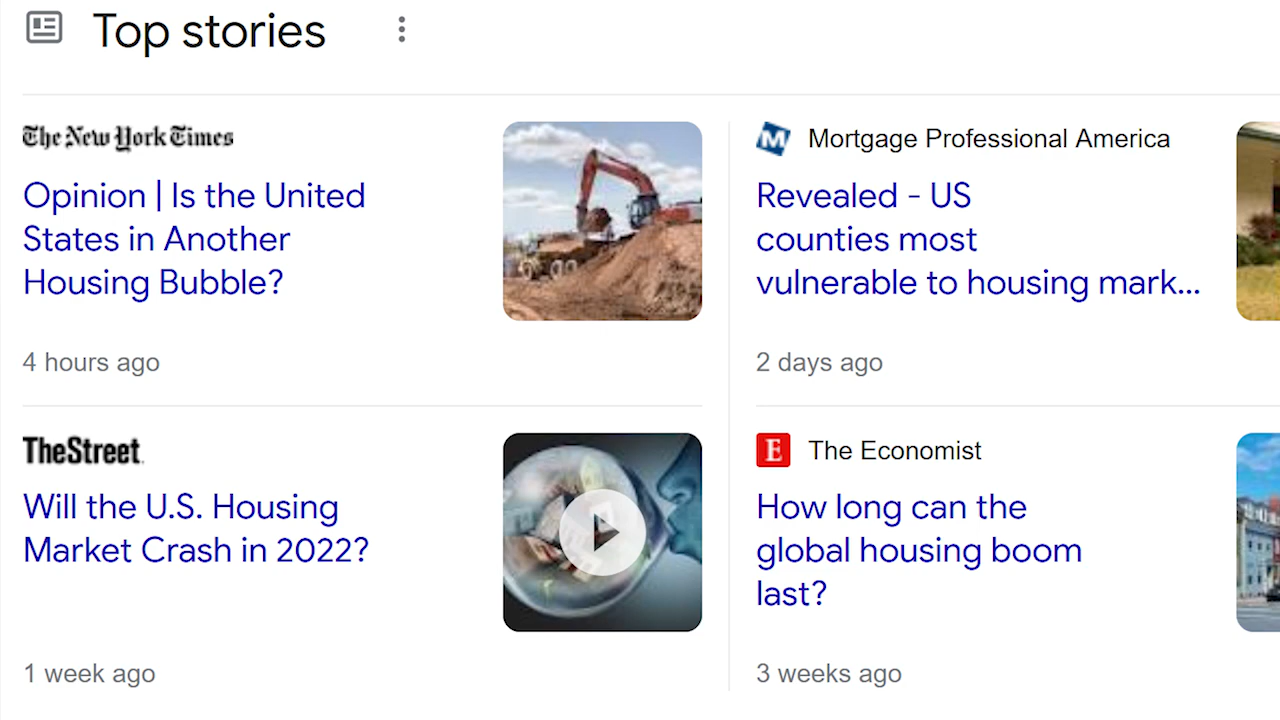 Top stories
The New York Times
Opinion | Is the United
States in Another
Housing Bubble?
4 hours ago
M Mortgage Professional America
Revealed - US
counties most
vulnerable to housing mark...
2 days ago
TheStreet
Will the U.S. Housing
Market Crash in 2022?
1 week ago
E The Economist
How long can the
global housing boom
last?
3 weeks ago